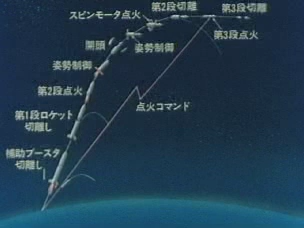 第2段切離
第3段切離
スピンモータ点火
第3段点火
開頭
姿勢制御
姿勢制御
第2段点火
点火コマンド
第1段ロケット
切離し
補助ブースタ
切離し